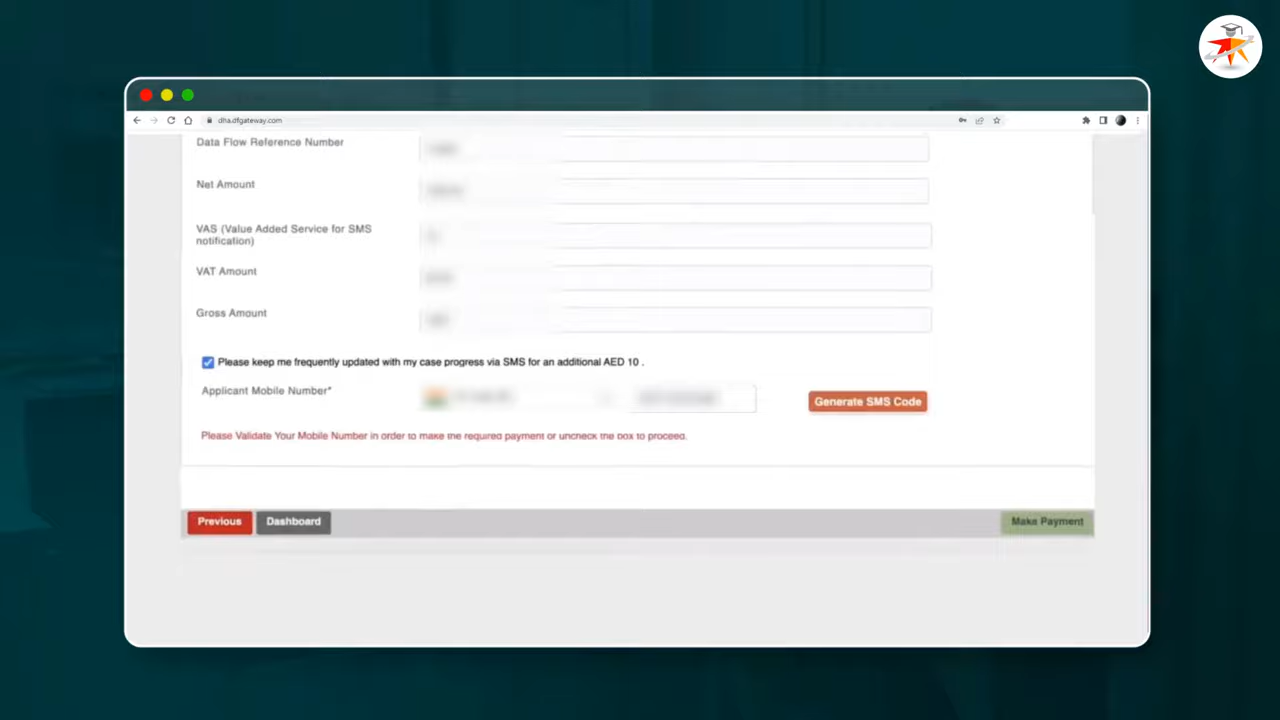 dha.dfgateway.com
Data Flow Reference Number
Net Amount
VAS (Value Added Service for SMS
notification)
VAT Amount
Gross Amount
Please keep me frequently updated with my case progress via SMS for an additional AED 10 .
Applicant Mobile Number*
Generate SMS Code
Please Validate Your Mobile Number in order to make the required payment or uncheck the box to proceed.
Previous
Dashboard
Make Payment